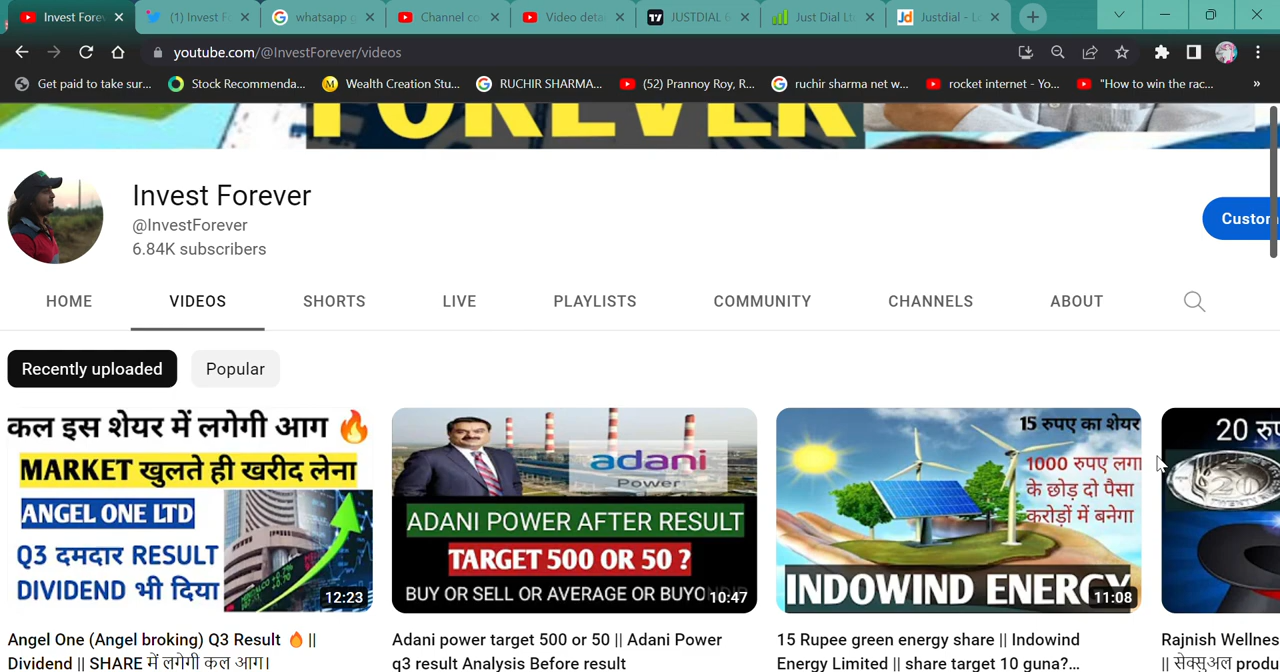 Invest Forev
(1) Invest F
whatsapp g
Channel co
Video deta
JUSTDIAL
Just Dial Lt
Justdial - L
youtube.com/@InvestForever/videos
Get paid to take sur...
Stock Recommenda...
Wealth Creation Stu...
RUCHIR SHARMA...
(52) Prannoy Roy, R...
ruchir sharma net w...
rocket internet - Yo...
"How to win the rac...
»
FOREVER
Invest Forever
@InvestForever
6.84K subscribers
Custom
HOME
VIDEOS
SHORTS
LIVE
PLAYLISTS
COMMUNITY
CHANNELS
ABOUT
Recently uploaded
Popular
कल इस शेयर में लगेगी आग 🔥
MARKET खुलते ही खरीद लेना
ANGEL ONE LTD
Q3 दमदार RESULT
DIVIDEND भी दिया
12:23
adani
Power
ADANI POWER AFTER RESULT
TARGET 500 OR 50 ?
BUY OR SELL OR AVERAGE OR BUYO
10:47
15 रुपए का शेयर
1000 रुपए लगा
के छोड़ दो पैसा
करोड़ों में बनेगा
INDOWIND ENERGY
11:08
20 रु
Angel One (Angel broking) Q3 Result 🔥 ||
Dividend || SHARE में लगेगी कल आग।
Adani power target 500 or 50 || Adani Power
q3 result Analysis Before result
15 Rupee green energy share || Indowind
Energy Limited || share target 10 guna?...
Rajnish Wellnes
|| सेक्सुअल produ